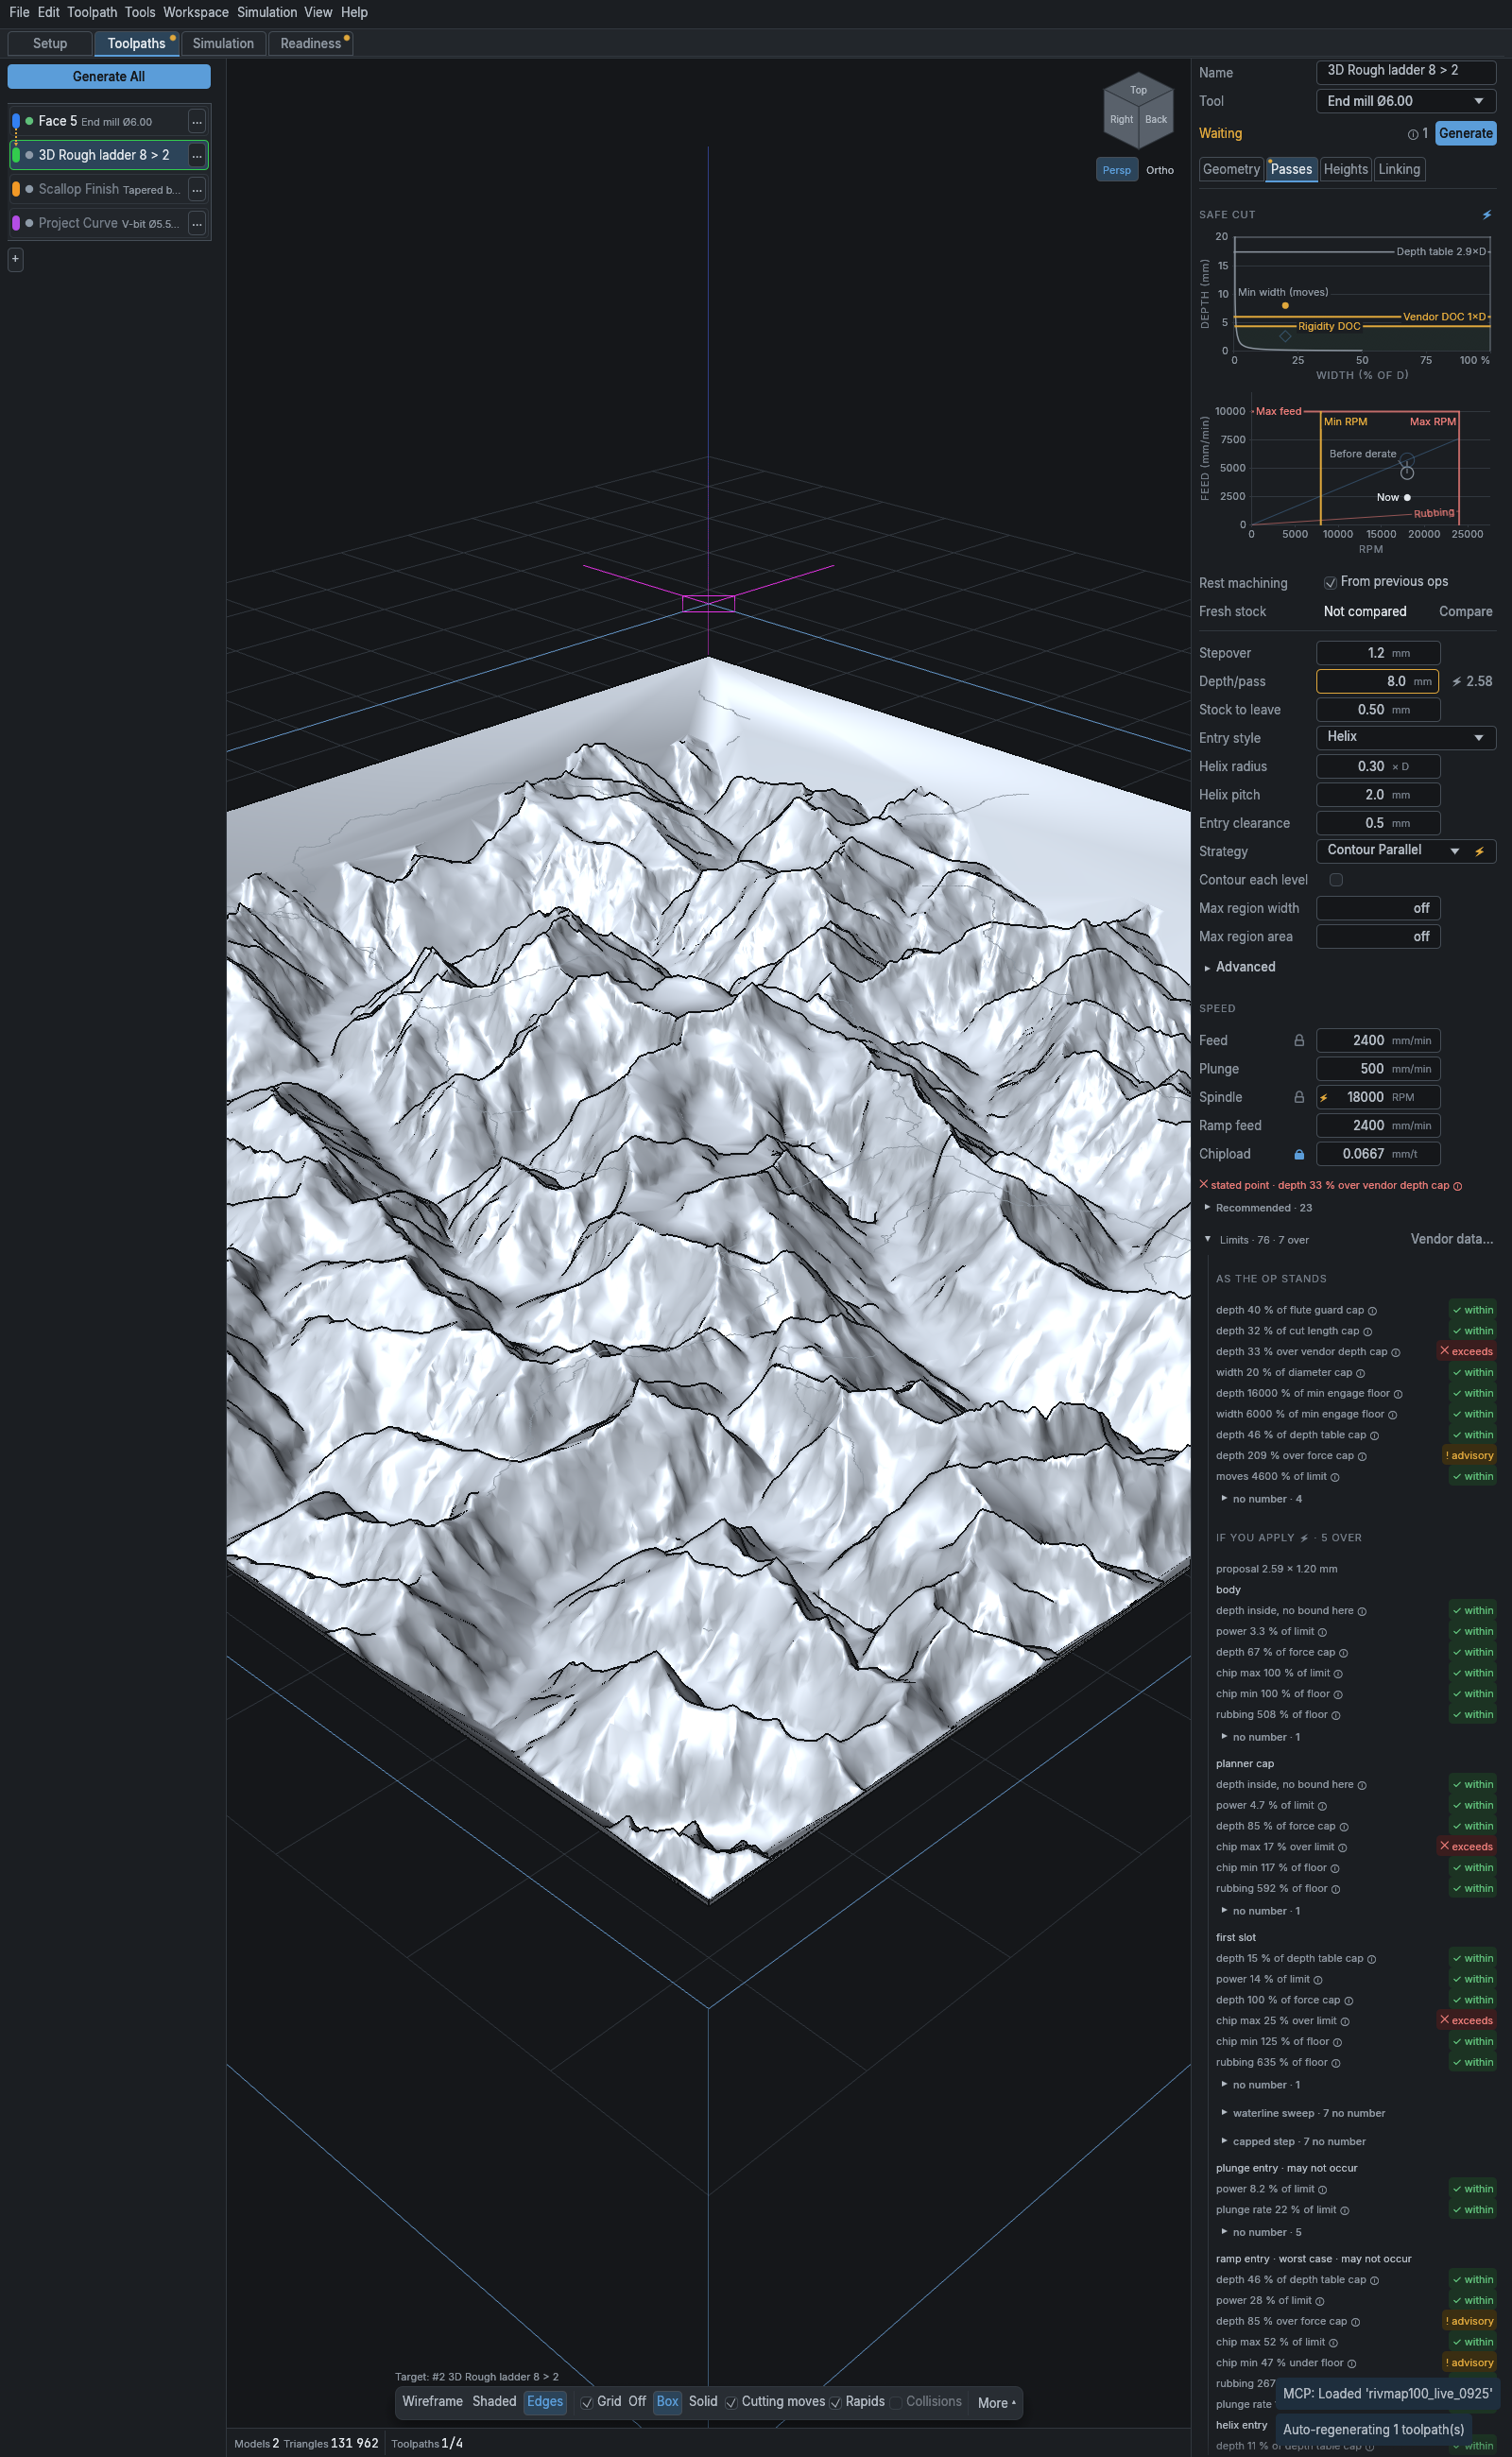 File Edit Toolpath Tools Workspace Simulation View Help
Setup Toolpaths Simulation Readiness
Generate All
Face 5 End mill Ø6.00 ...
3D Rough ladder 8 > 2 ...
Scallop Finish Tapered b... ...
Project Curve V-bit Ø5.5... ...
+
Top
Right Back
Persp Ortho
Target: #2 3D Rough ladder 8 > 2
Wireframe Shaded Edges Grid Off Box Solid Cutting moves Rapids Collisions More
Models 2 Triangles 131 962 Toolpaths 1/4
Name 3D Rough ladder 8 > 2
Tool End mill Ø6.00
Waiting 1 Generate
Geometry Passes Heights Linking
SAFE CUT
20
Depth table 2.9×D
15
10 Min width (moves)
Vendor DOC 1×D
5
Rigidity DOC
0
DEPTH (mm)
0 25 50 75 100 %
WIDTH (% OF D)
10000 Max feed
Min RPM Max RPM
7500
Before derate
5000
Now
2500
Rubbing
0
FEED (mm/min)
0 5000 10000 15000 20000 25000
RPM
Rest machining From previous ops
Fresh stock Not compared Compare
Stepover 1.2 mm
Depth/pass 8.0 mm ⚡ 2.58
Stock to leave 0.50 mm
Entry style Helix
Helix radius 0.30 × D
Helix pitch 2.0 mm
Entry clearance 0.5 mm
Strategy Contour Parallel
Contour each level
Max region width off
Max region area off
Advanced
SPEED
Feed 2400 mm/min
Plunge 500 mm/min
Spindle 18000 RPM
Ramp feed 2400 mm/min
Chipload 0.0667 mm/t
stated point · depth 33 % over vendor depth cap
Recommended · 23
Limits · 76 · 7 over Vendor data...
AS THE OP STANDS
depth 40 % of flute guard cap within
depth 32 % of cut length cap within
depth 33 % over vendor depth cap exceeds
width 20 % of diameter cap within
depth 16000 % of min engage floor within
width 6000 % of min engage floor within
depth 46 % of depth table cap within
depth 209 % over force cap ! advisory
moves 4600 % of limit within
no number · 4
IF YOU APPLY ⚡ · 5 OVER
proposal 2.59 × 1.20 mm
body
depth inside, no bound here within
power 3.3 % of limit within
depth 67 % of force cap within
chip max 100 % of limit within
chip min 100 % of floor within
rubbing 508 % of floor within
no number · 1
planner cap
depth inside, no bound here within
power 4.7 % of limit within
depth 85 % of force cap within
chip max 17 % over limit exceeds
chip min 117 % of floor within
rubbing 592 % of floor within
no number · 1
first slot
depth 15 % of depth table cap within
power 14 % of limit within
depth 100 % of force cap within
chip max 25 % over limit exceeds
chip min 125 % of floor within
rubbing 635 % of floor within
no number · 1
waterline sweep · 7 no number
capped step · 7 no number
plunge entry · may not occur
power 8.2 % of limit within
plunge rate 22 % of limit within
no number · 5
ramp entry · worst case · may not occur
depth 46 % of depth table cap within
power 28 % of limit within
depth 85 % over force cap ! advisory
chip max 52 % of limit within
chip min 47 % under floor ! advisory
rubbing 267
MCP: Loaded 'rivmap100_live_0925'
plunge rate
helix entry
Auto-regenerating 1 toolpath(s)
depth 11 % of depth table cap within